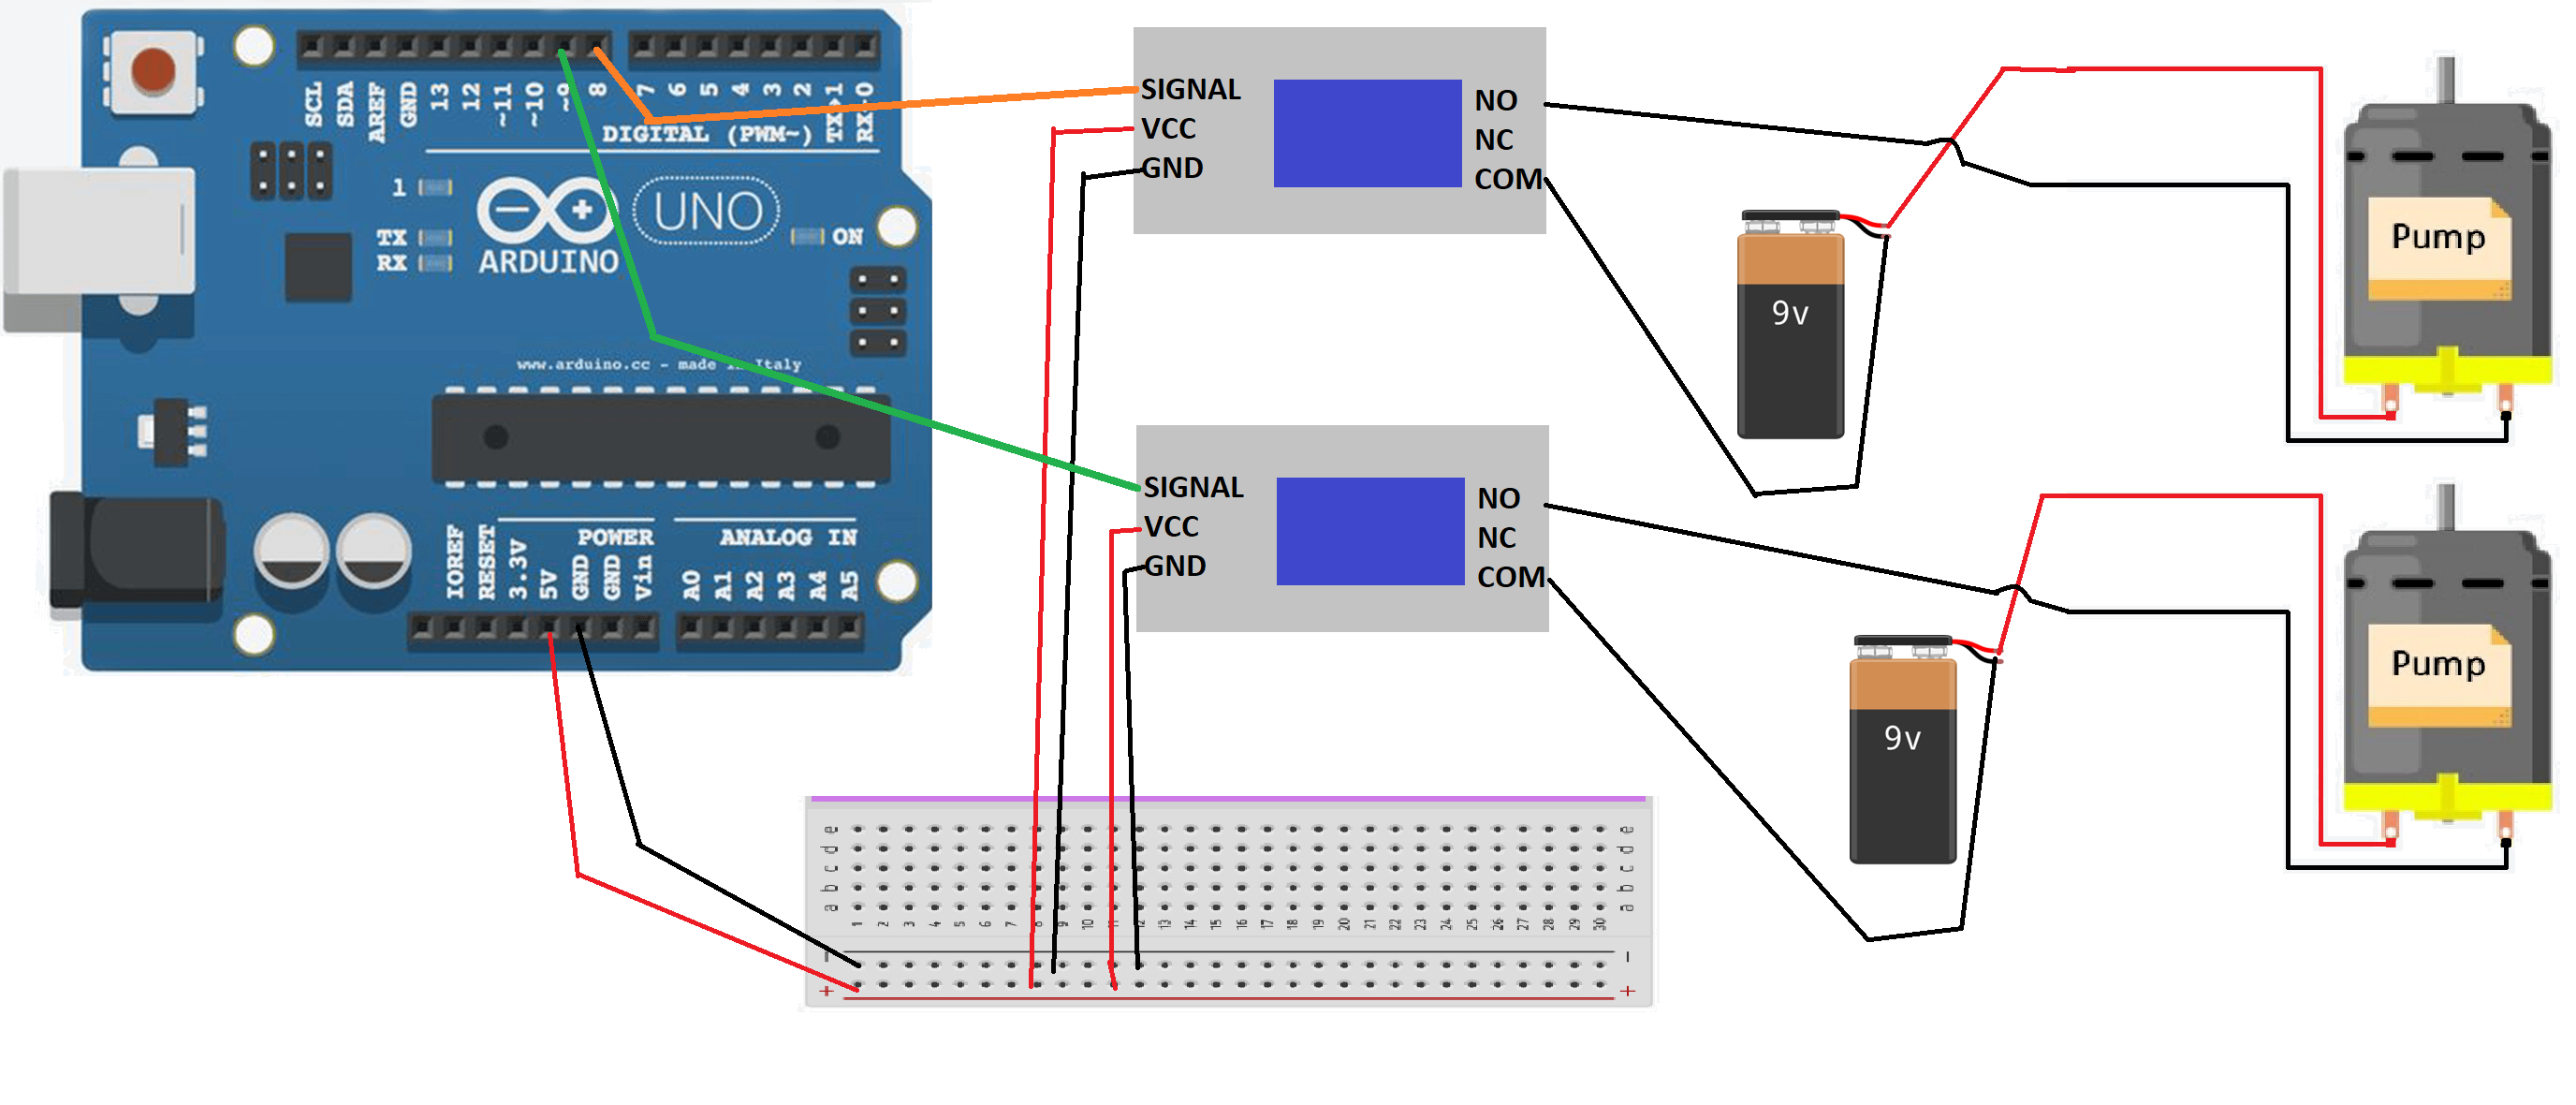 SCL
SDA
AREF
GND
13
12
~11
~10
~9
8
7
6
5
4
3
2
TX▸1
RX◂0
DIGITAL (PWM~)
1
TX
RX
ARDUINO
UNO
ON
www.arduino.cc - made in Italy
IOREF
RESET
3.3V
5V
GND
GND
Vin
POWER
ANALOG IN
A0
A1
A2
A3
A4
A5
SIGNAL
VCC
GND
NO
NC
COM
9v
Pump
SIGNAL
VCC
GND
NO
NC
COM
9v
Pump
e e
d d
c c
b b
a a
1 2 3 4 5 6 7 8 9 10 11 12 13 14 15 16 17 18 19 20 21 22 23 24 25 26 27 28 29 30
- -
+ +